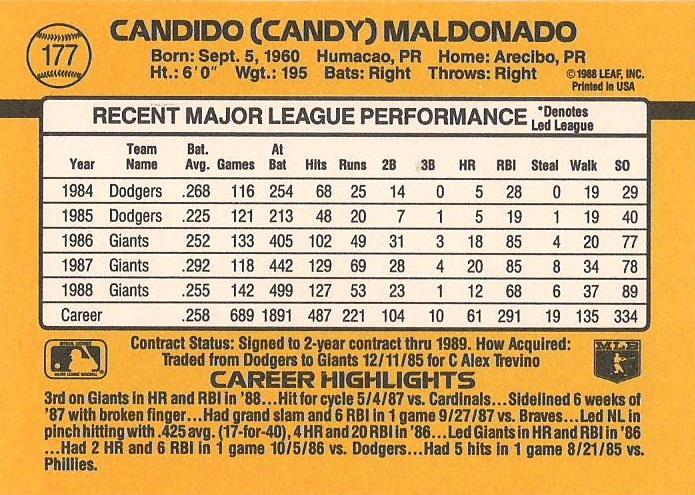 177
CANDIDO (CANDY) MALDONADO
Born: Sept. 5, 1960 Humacao, PR Home: Arecibo, PR
Ht.: 6'0" Wgt.: 195 Bats: Right Throws: Right
©1988 LEAF, INC.
Printed in USA
RECENT MAJOR LEAGUE PERFORMANCE *Denotes Led League
Year Team Name Bat. Avg. Games At Bat Hits Runs 2B 3B HR RBI Steal Walk SO
1984 Dodgers .268 116 254 68 25 14 0 5 28 0 19 29
1985 Dodgers .225 121 213 48 20 7 1 5 19 1 19 40
1986 Giants 252 133 405 102 49 31 3 18 85 4 20 77
1987 Giants .292 118 442 129 69 28 4 20 85 8 34 78
1988 Giants .255 142 499 127 53 23 1 12 68 6 37 89
Career .258 689 1891 487 221 104 10 61 291 19 135 334
Contract Status: Signed to 2-year contract thru 1989. How Acquired:
Traded from Dodgers to Giants 12/11/85 for C Alex Trevino
MLB
CAREER HIGHLIGHTS
3rd on Giants in HR and RBI in '88...Hit for cycle 5/4/87 vs. Cardinals...Sidelined 6 weeks of
'87 with broken finger...Had grand slam and 6 RBI in 1 game 9/27/87 vs. Braves...Led NL in
pinch hitting with .425 avg. (17-for-40), 4 HR and 20 RBI in '86...Led Giants in HR and RBI in '86
...Had 2 HR and 6 RBI in 1 game 10/5/86 vs. Dodgers...Had 5 hits in 1 game 8/21/85 vs.
Phillies.